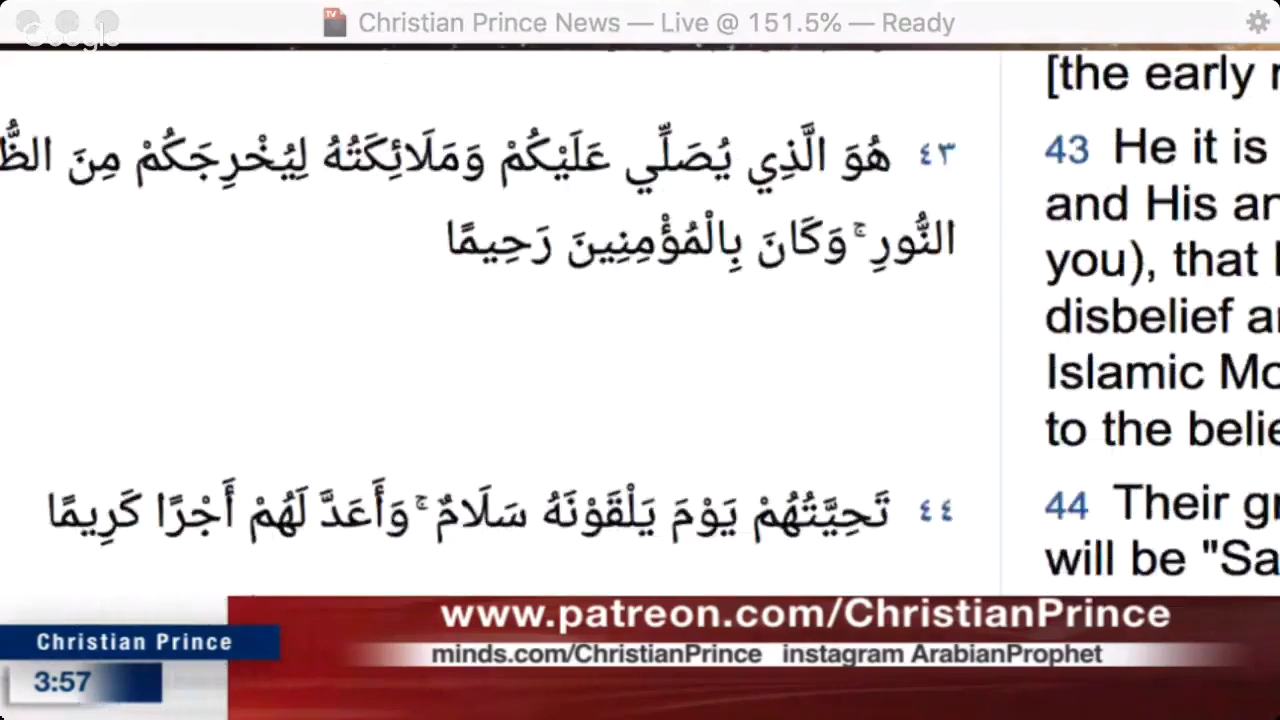 Christian Prince News — Live @ 151.5% — Ready
Google
٤٣ هُوَ الَّذِي يُصَلِّي عَلَيْكُمْ وَمَلَائِكَتُهُ لِيُخْرِجَكُمْ مِنَ
النُّورِ ۚ وَكَانَ بِالْمُؤْمِنِينَ رَحِيمًا
٤٤ تَحِيَّتُهُمْ يَوْمَ يَلْقَوْنَهُ سَلَامٌ ۚ وَأَعَدَّ لَهُمْ أَجْرًا كَرِيمًا
[the early
43 He it is
and His
you), that
disbelief
Islamic
to the
44 Their
will be
www.patreon.com/ChristianPrince
minds.com/ChristianPrince instagram ArabianProphet
Christian Prince
3:57